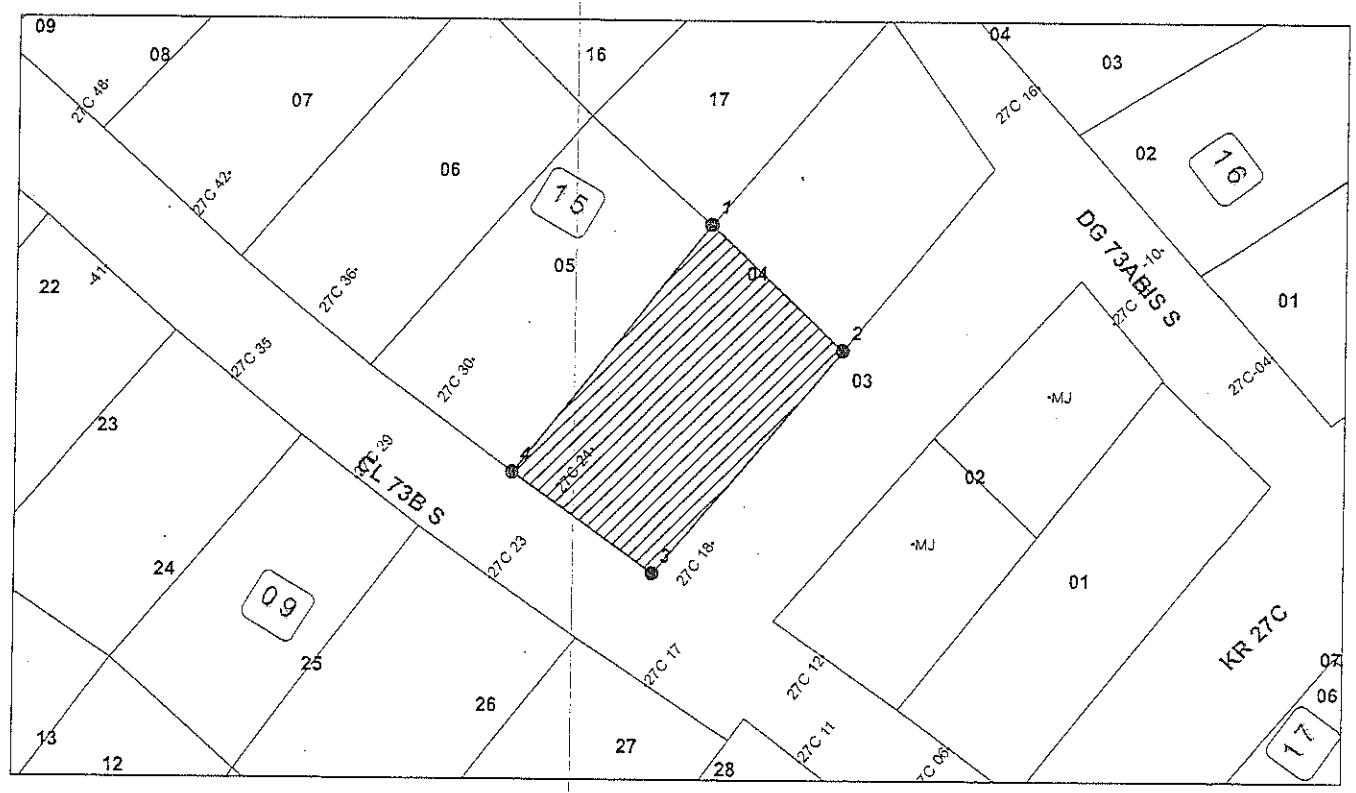 09
08
27C 48
07
16
17
04
03
27C 16
02
16
06
27C 42
15
1
DG 73ABIS S
-10-
27C
01
22
-41-
05
04
27C 36
27C 35
27C 30
2
03
27C-04
MJ
23
27C 29
CL 73B S
4
27C 24
02
MJ
24
27C 23
3
27C 18
01
09
KR 27C
25
27C 17
27C 12
07
06
26
13
12
27
27C 11
28
27C 06
17